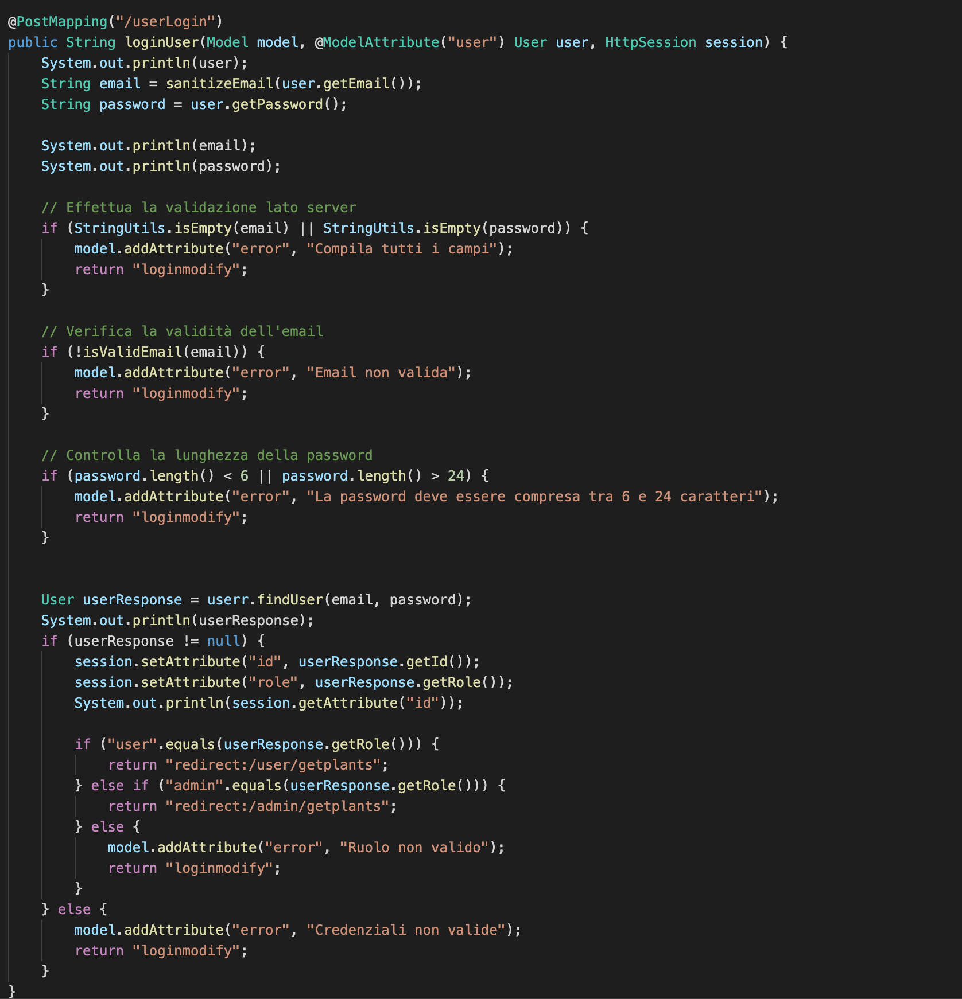 @PostMapping("/userLogin")
public String loginUser(Model model, @ModelAttribute("user") User user, HttpSession session) {
    System.out.println(user);
    String email = sanitizeEmail(user.getEmail());
    String password = user.getPassword();

    System.out.println(email);
    System.out.println(password);

    // Effettua la validazione lato server
    if (StringUtils.isEmpty(email) || StringUtils.isEmpty(password)) {
        model.addAttribute("error", "Compila tutti i campi");
        return "loginmodify";
    }

    // Verifica la validità dell'email
    if (!isValidEmail(email)) {
        model.addAttribute("error", "Email non valida");
        return "loginmodify";
    }

    // Controlla la lunghezza della password
    if (password.length() < 6 || password.length() > 24) {
        model.addAttribute("error", "La password deve essere compresa tra 6 e 24 caratteri");
        return "loginmodify";
    }


    User userResponse = userr.findUser(email, password);
    System.out.println(userResponse);
    if (userResponse != null) {
        session.setAttribute("id", userResponse.getId());
        session.setAttribute("role", userResponse.getRole());
        System.out.println(session.getAttribute("id"));

        if ("user".equals(userResponse.getRole())) {
            return "redirect:/user/getplants";
        } else if ("admin".equals(userResponse.getRole())) {
            return "redirect:/admin/getplants";
        } else {
            model.addAttribute("error", "Ruolo non valido");
            return "loginmodify";
        }
    } else {
        model.addAttribute("error", "Credenziali non valide");
        return "loginmodify";
    }
}